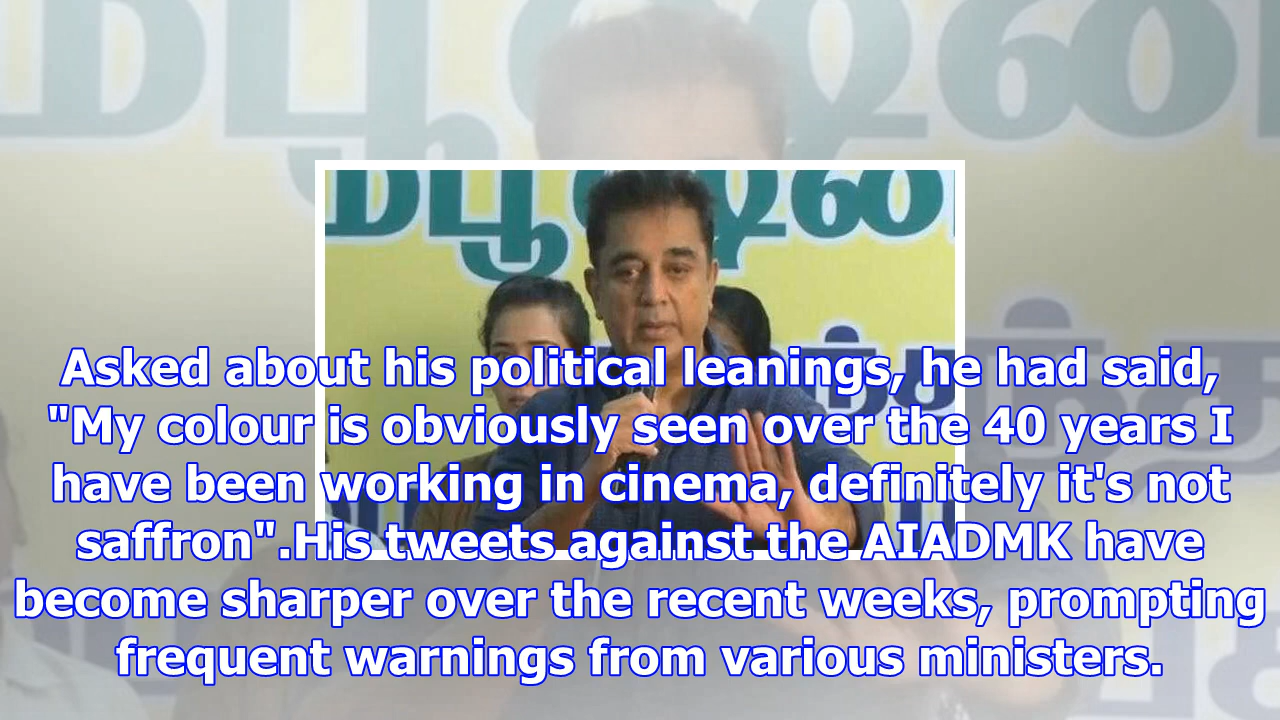 Asked about his political leanings, he had said,
"My colour is obviously seen over the 40 years I
have been working in cinema, definitely it's not
saffron".His tweets against the AIADMK have
become sharper over the recent weeks, prompting
frequent warnings from various ministers.